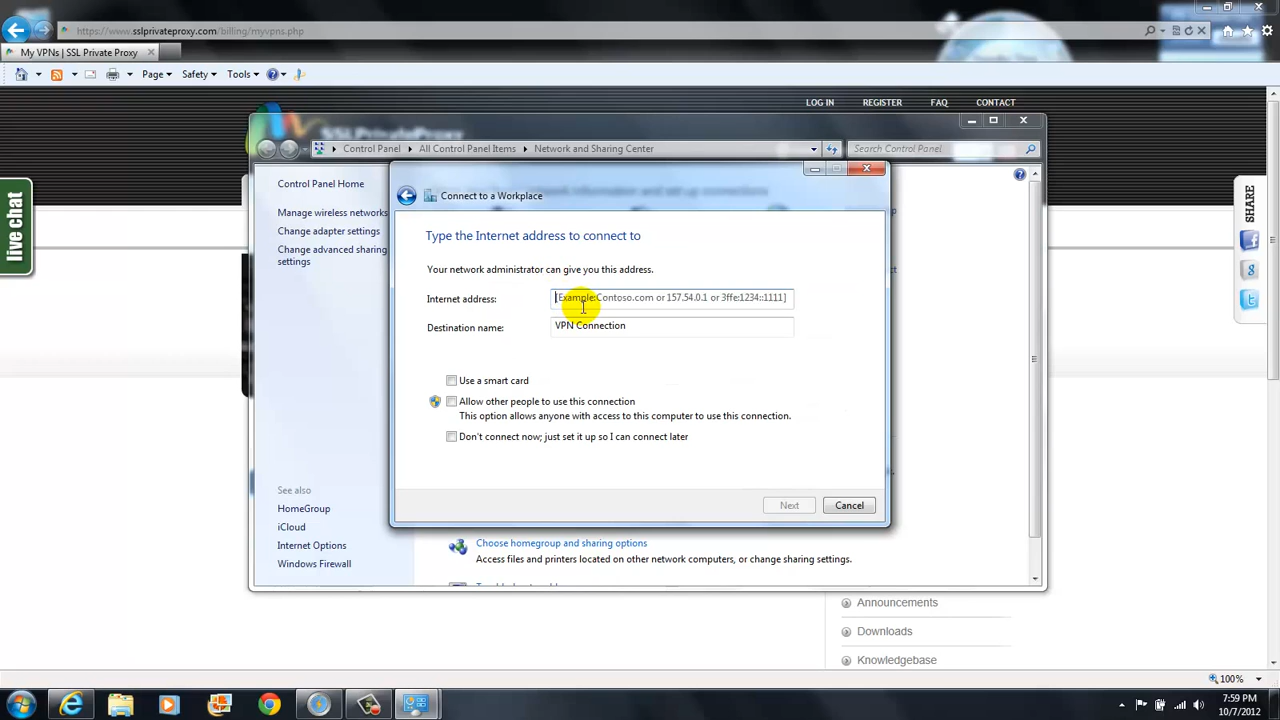 https://www.sslprivateproxy.com/billing/myvpns.php
My VPNs | SSL Private Proxy
Page Safety Tools
LOG IN REGISTER FAQ CONTACT
SSLPrivateProxy
Control Panel All Control Panel Items Network and Sharing Center Search Control Panel
Control Panel Home
Manage wireless networks
Change adapter settings
Change advanced sharing
settings
Connect to a Workplace
Type the Internet address to connect to
Your network administrator can give you this address.
Internet address: [Example:Contoso.com or 157.54.0.1 or 3ffe:1234::1111]
Destination name: VPN Connection
Use a smart card
Allow other people to use this connection
This option allows anyone with access to this computer to use this connection.
Don't connect now; just set it up so I can connect later
Next Cancel
live chat
SHARE
See also
HomeGroup
iCloud
Internet Options
Windows Firewall
Choose homegroup and sharing options
Access files and printers located on other network computers, or change sharing settings.
Announcements
Downloads
Knowledgebase
100%
7:59 PM
10/7/2012